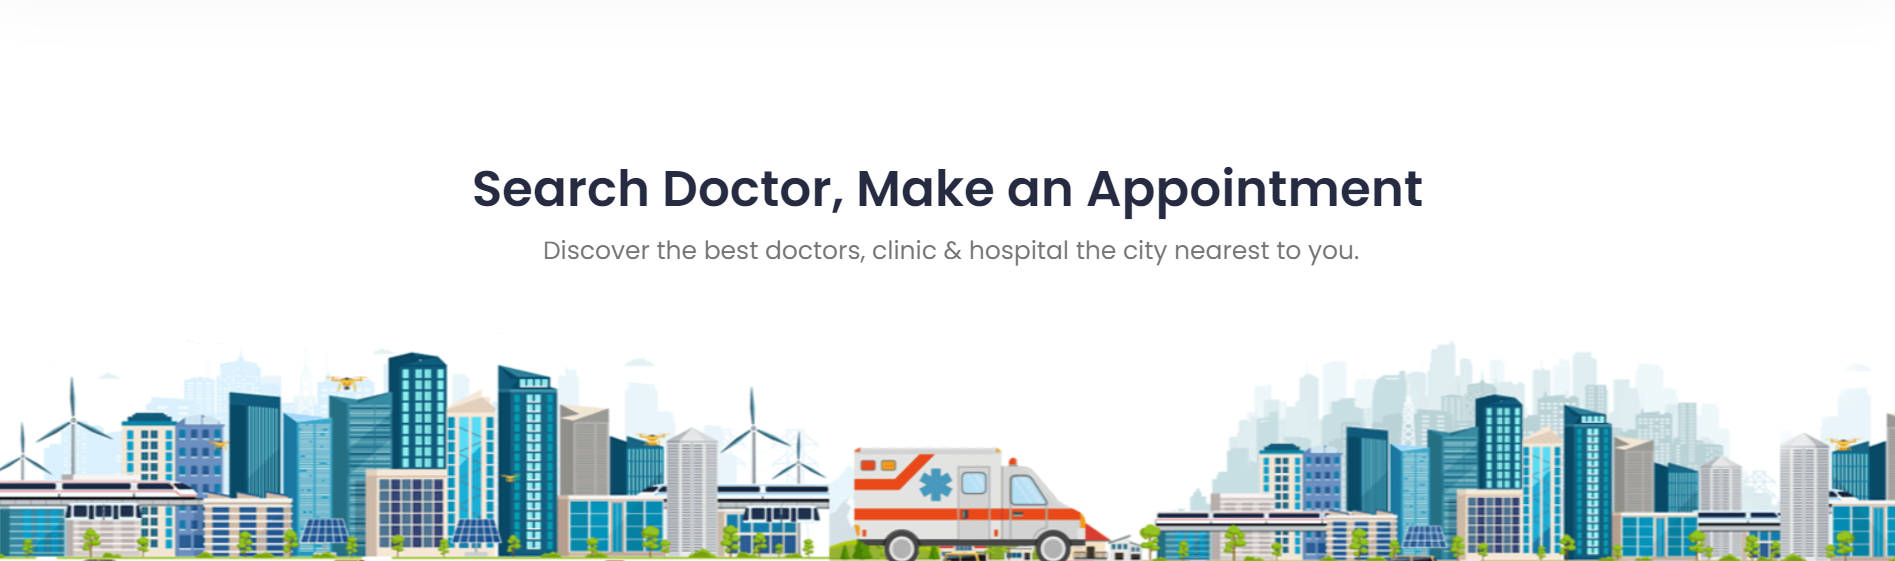 Search Doctor, Make an Appointment
Discover the best doctors, clinic & hospital the city nearest to you.